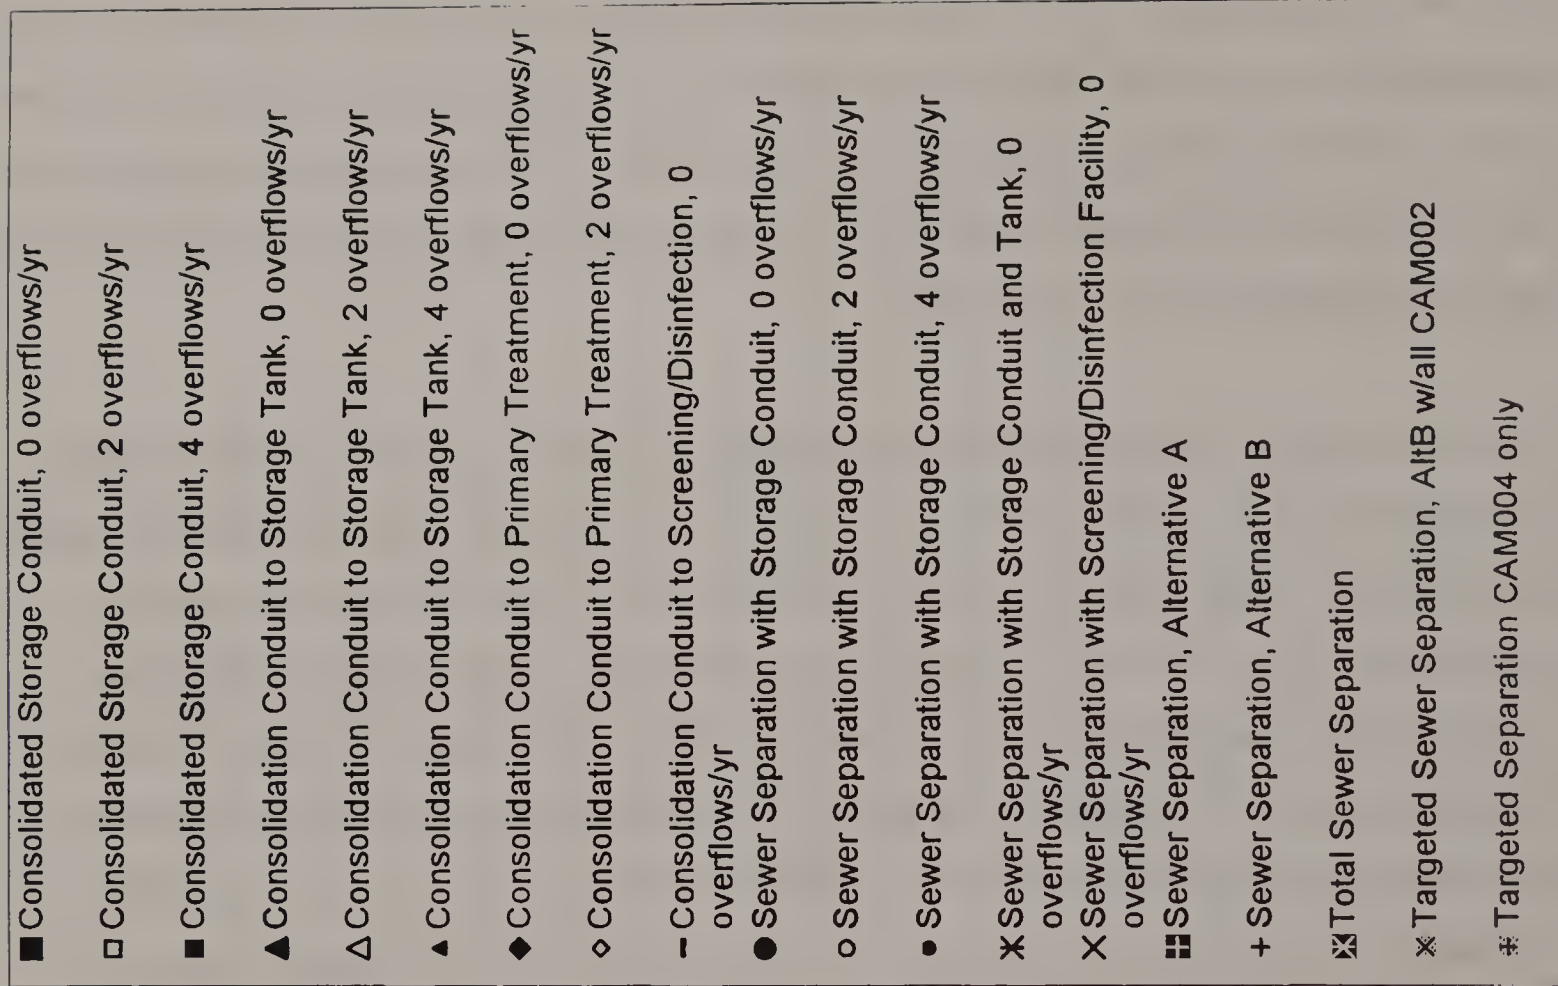 ■ Consolidated Storage Conduit, 0 overflows/yr
□ Consolidated Storage Conduit, 2 overflows/yr
■ Consolidated Storage Conduit, 4 overflows/yr
▲ Consolidation Conduit to Storage Tank, 0 overflows/yr
△ Consolidation Conduit to Storage Tank, 2 overflows/yr
▲ Consolidation Conduit to Storage Tank, 4 overflows/yr
◆ Consolidation Conduit to Primary Treatment, 0 overflows/yr
◇ Consolidation Conduit to Primary Treatment, 2 overflows/yr
– Consolidation Conduit to Screening/Disinfection, 0
overflows/yr
● Sewer Separation with Storage Conduit, 0 overflows/yr
○ Sewer Separation with Storage Conduit, 2 overflows/yr
● Sewer Separation with Storage Conduit, 4 overflows/yr
Sewer Separation with Storage Conduit and Tank, 0
overflows/yr
× Sewer Separation with Screening/Disinfection Facility, 0
overflows/yr
Sewer Separation, Alternative A
+ Sewer Separation, Alternative B
Total Sewer Separation
Targeted Sewer Separation, AltB w/all CAM002
Targeted Separation CAM004 only